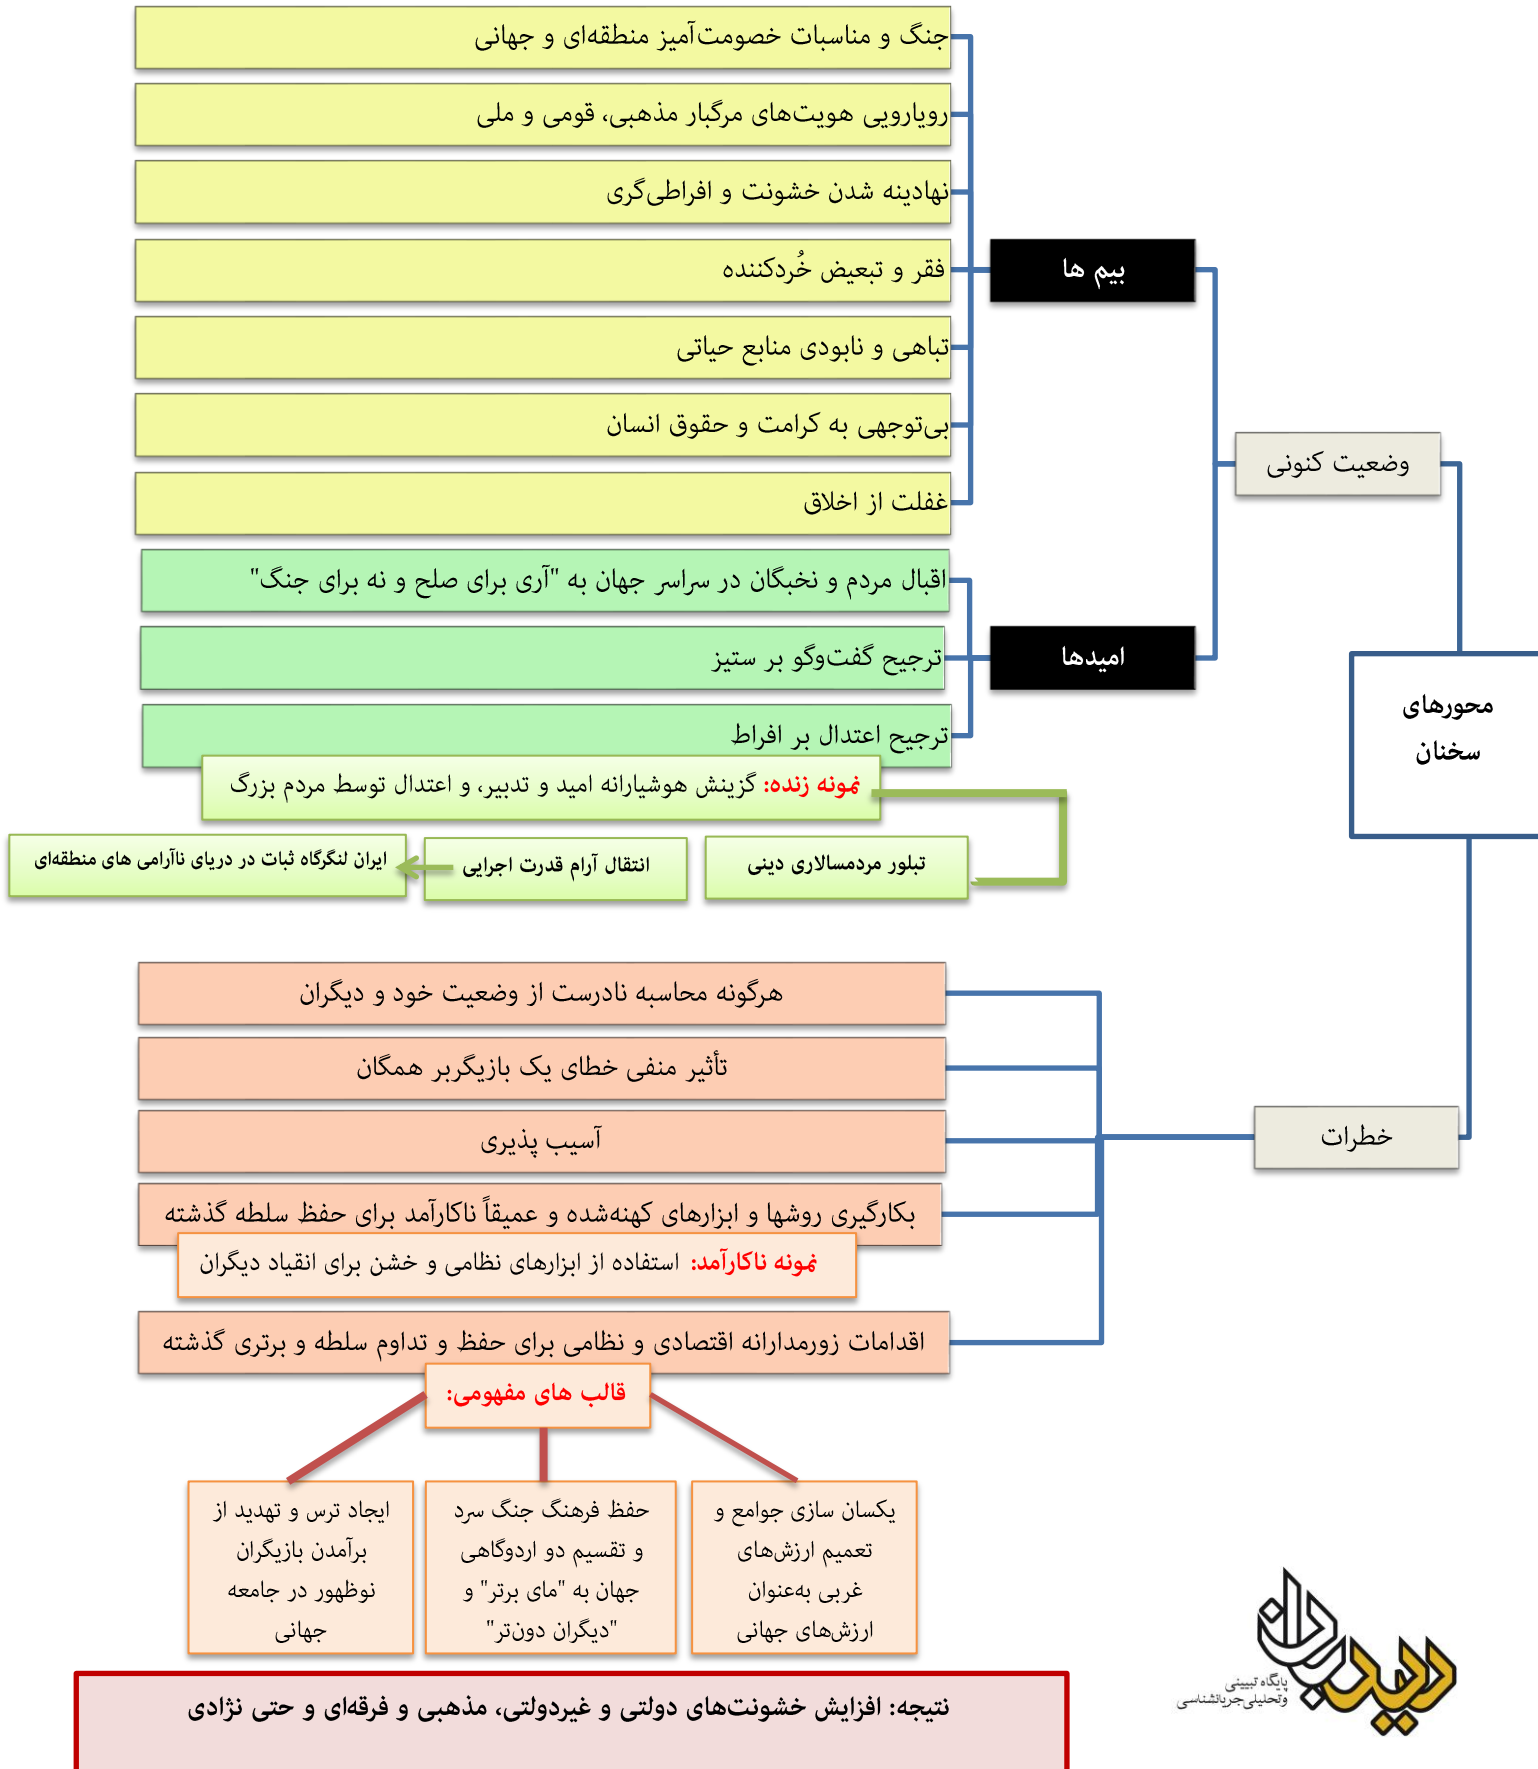 محورهای
سخنان
وضعیت کنونی
بیم ها
جنگ و مناسبات خصومت‌آمیز منطقه‌ای و جهانی
رویارویی هویت‌های مرگبار مذهبی، قومی و ملی
نهادینه شدن خشونت و افراطی‌گری
فقر و تبعیض خُردکننده
تباهی و نابودی منابع حیاتی
بی‌توجهی به کرامت و حقوق انسان
غفلت از اخلاق
امیدها
اقبال مردم و نخبگان در سراسر جهان به "آری برای صلح و نه برای جنگ"
ترجیح گفت‌وگو بر ستیز
ترجیح اعتدال بر افراط
نمونه زنده: گزینش هوشیارانه امید و تدبیر، و اعتدال توسط مردم بزرگ
تبلور مردمسالاری دینی
انتقال آرام قدرت اجرایی
ایران لنگرگاه ثبات در دریای ناآرامی های منطقه‌ای
خطرات
هرگونه محاسبه نادرست از وضعیت خود و دیگران
تأثیر منفی خطای یک بازیگربر همگان
آسیب پذیری
بکارگیری روشها و ابزارهای کهنه‌شده و عمیقاً ناکارآمد برای حفظ سلطه گذشته
نمونه ناکارآمد: استفاده از ابزارهای نظامی و خشن برای انقیاد دیگران
اقدامات زورمدارانه اقتصادی و نظامی برای حفظ و تداوم سلطه و برتری گذشته
قالب های مفهومی:
یکسان سازی جوامع و
تعمیم ارزش‌های
غربی به‌عنوان
ارزش‌های جهانی
حفظ فرهنگ جنگ سرد
و تقسیم دو اردوگاهی
جهان به "مای برتر" و
"دیگران دون‌تر"
ایجاد ترس و تهدید از
برآمدن بازیگران
نوظهور در جامعه
جهانی
نتیجه: افزایش خشونت‌های دولتی و غیردولتی، مذهبی و فرقه‌ای و حتی نژادی
دیدبان
پایگاه تبیینی
وتحلیلی‌جریانشناسی